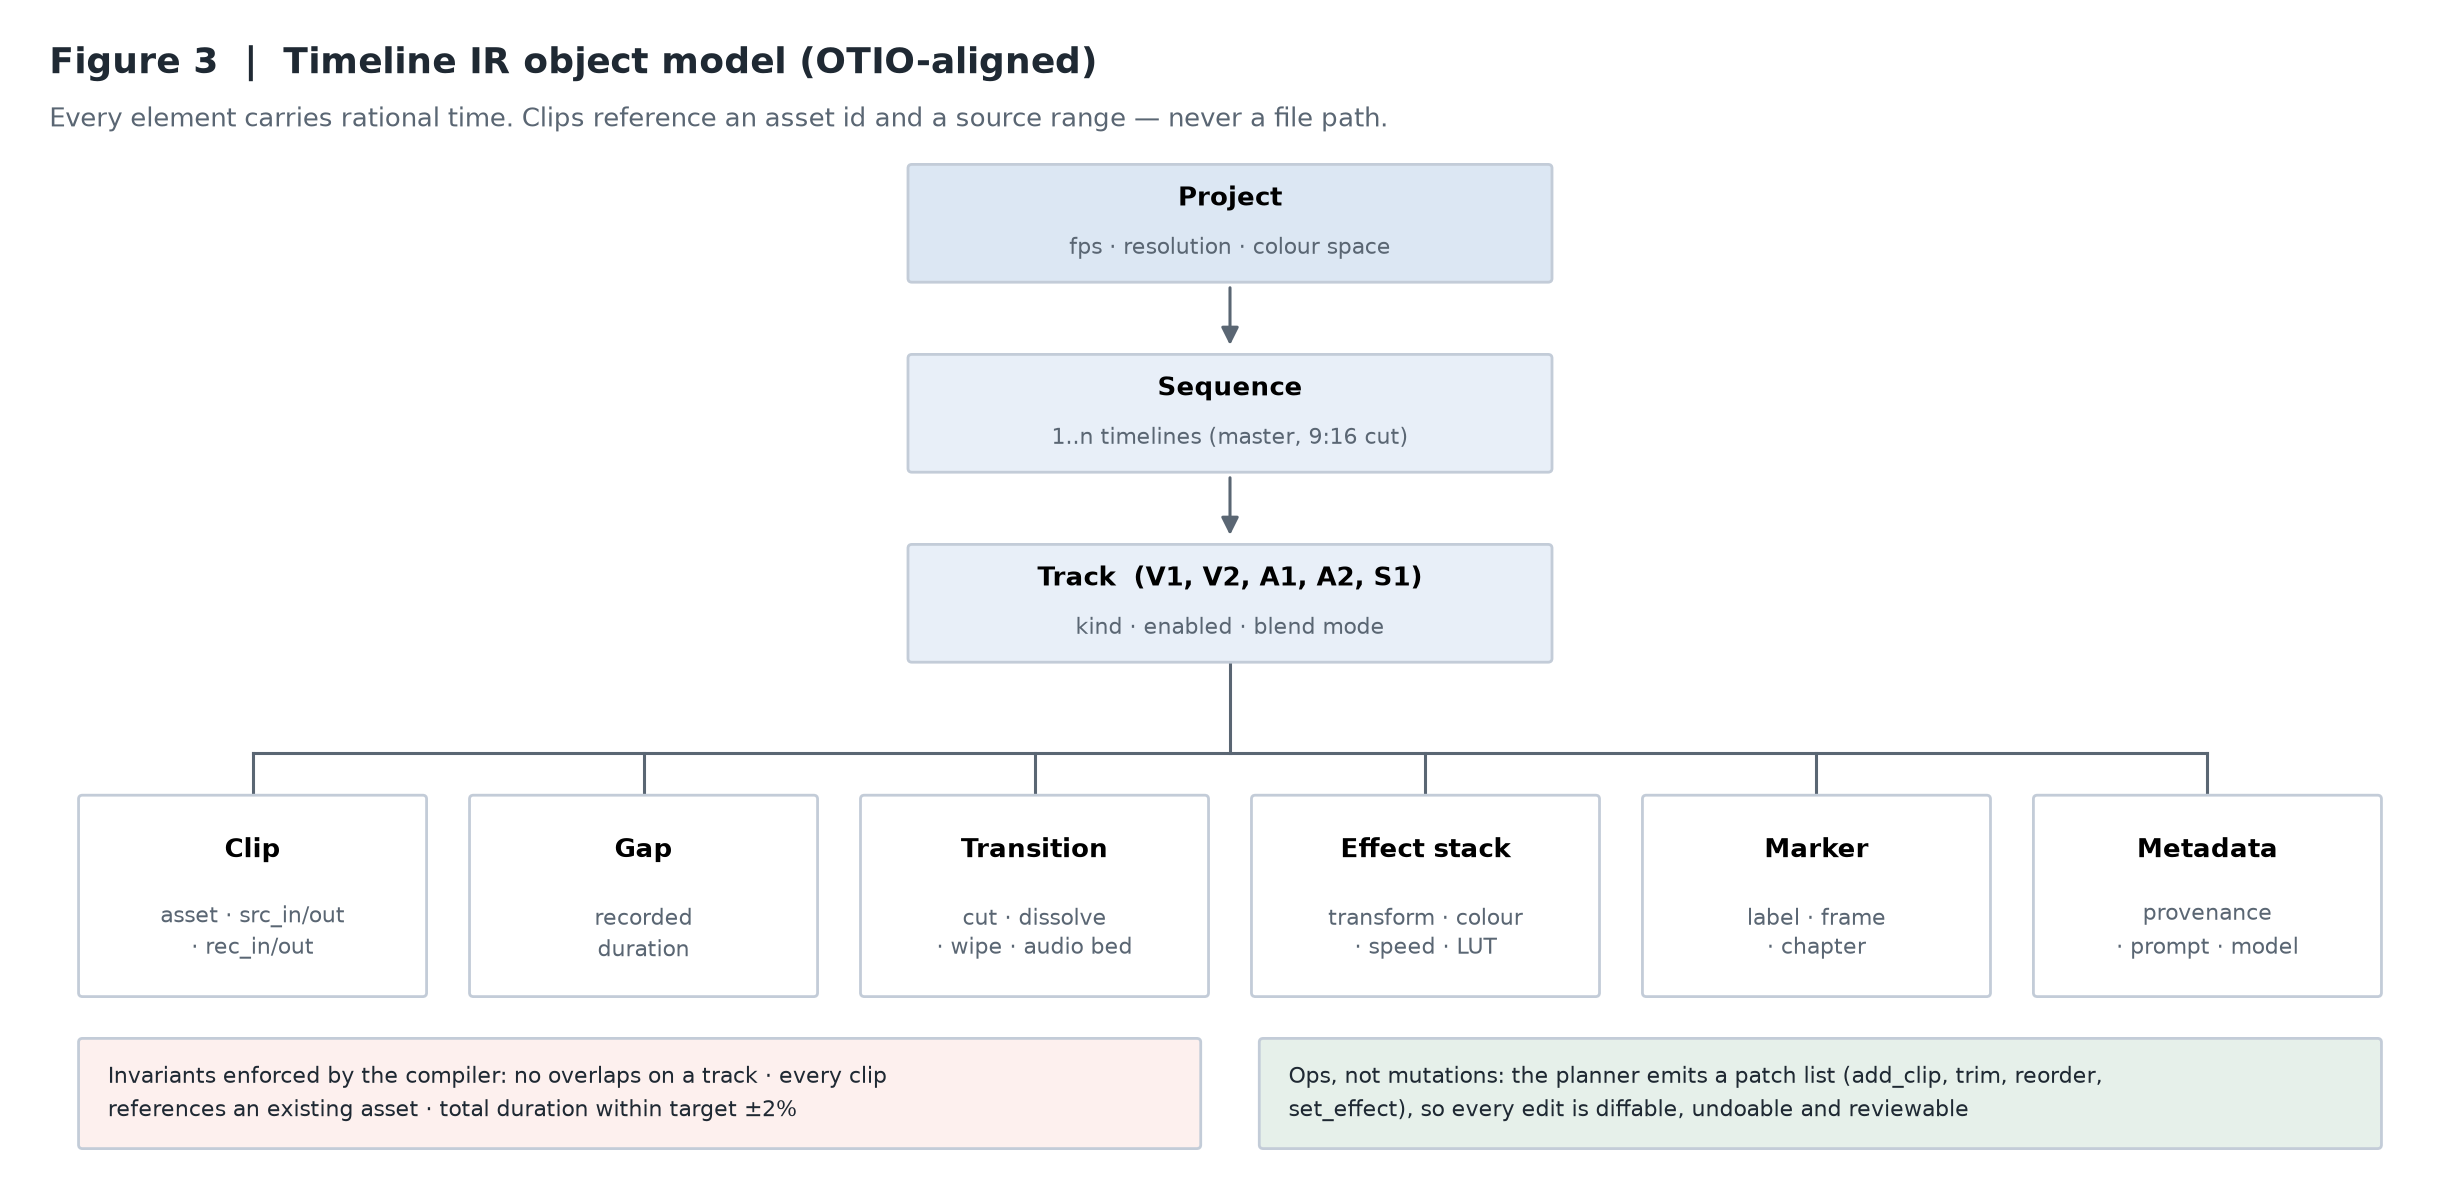 Figure 3 | Timeline IR object model (OTIO-aligned)
Every element carries rational time. Clips reference an asset id and a source range — never a file path.
Project
fps · resolution · colour space
Sequence
1..n timelines (master, 9:16 cut)
Track (V1, V2, A1, A2, S1)
kind · enabled · blend mode
Clip
asset · src_in/out
· rec_in/out
Gap
recorded
duration
Transition
cut · dissolve
· wipe · audio bed
Effect stack
transform · colour
· speed · LUT
Marker
label · frame
· chapter
Metadata
provenance
· prompt · model
Invariants enforced by the compiler: no overlaps on a track · every clip
references an existing asset · total duration within target ±2%
Ops, not mutations: the planner emits a patch list (add_clip, trim, reorder,
set_effect), so every edit is diffable, undoable and reviewable